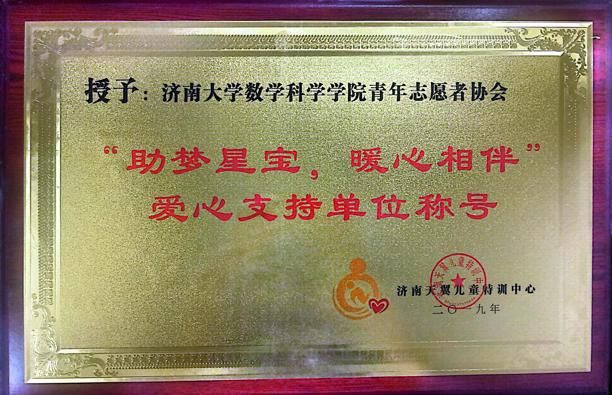 授予：济南大学数学科学学院青年志愿者协会
“助梦星宝，暖心相伴”
爱心支持单位称号
济南天翼儿童特训中心
二〇一九年